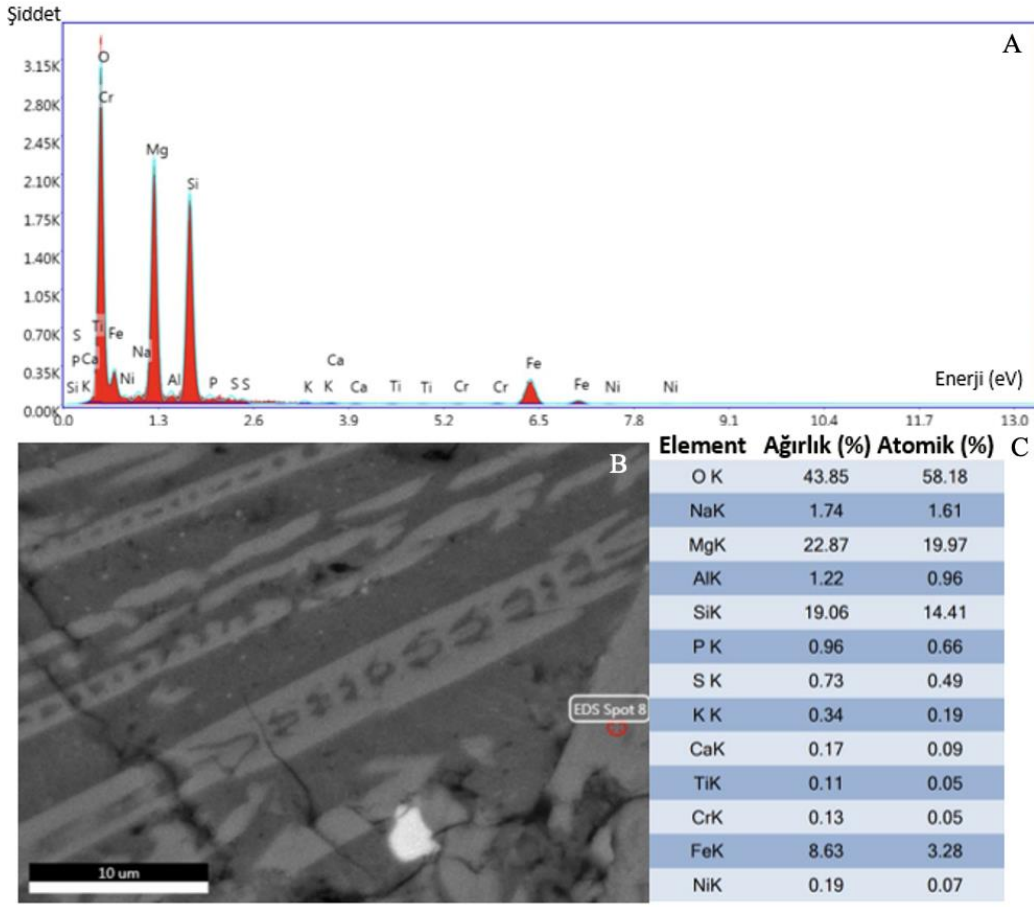 Şiddet
A
3.15K
2.80K
2.45K
2.10K
1.75K
1.40K
1.05K
0.70K
0.35K
0.00K
O
Cr
Mg
Si
S
Ti Fe
P Ca Na Ca Fe
Si K Ni Al P S S K K Ca Ti Ti Cr Cr Fe Ni Ni
Enerji (eV)
0.0 1.3 2.6 3.9 5.2 6.5 7.8 9.1 10.4 11.7 13.0
B
EDS Spot 8
10 um
Element Ağırlık (%) Atomik (%) C
O K 43.85 58.18
NaK 1.74 1.61
MgK 22.87 19.97
AlK 1.22 0.96
SiK 19.06 14.41
P K 0.96 0.66
S K 0.73 0.49
K K 0.34 0.19
CaK 0.17 0.09
TiK 0.11 0.05
CrK 0.13 0.05
FeK 8.63 3.28
NiK 0.19 0.07